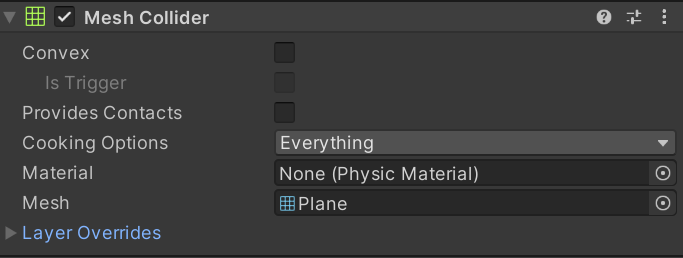 Mesh Collider
Convex
Is Trigger
Provides Contacts
Cooking Options Everything
Material None (Physic Material)
Mesh Plane
Layer Overrides